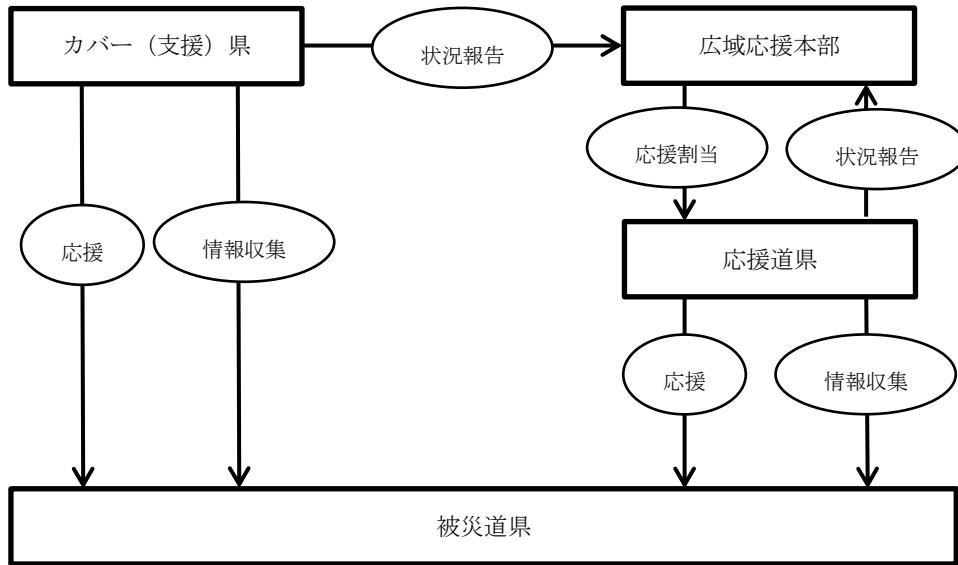 カバー（支援）県
状況報告
広域応援本部
応援割当
状況報告
応援
情報収集
応援道県
応援
情報収集
被災道県